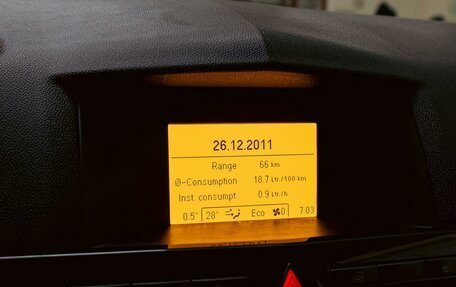 26.12.2011
Range 66 km
Ø-Consumption 18.7 Ltr./100 km
Inst. consumpt. 0.9 Ltr./h
0.5° 28° Eco 0 7:03